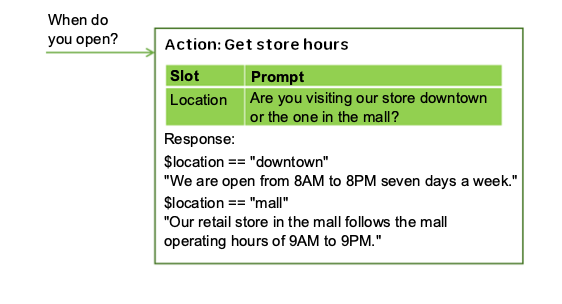 When do
you open?
Action: Get store hours
Slot Prompt
Location Are you visiting our store downtown
or the one in the mall?
Response:
$location == "downtown"
"We are open from 8AM to 8PM seven days a week."
$location == "mall"
"Our retail store in the mall follows the mall
operating hours of 9AM to 9PM."